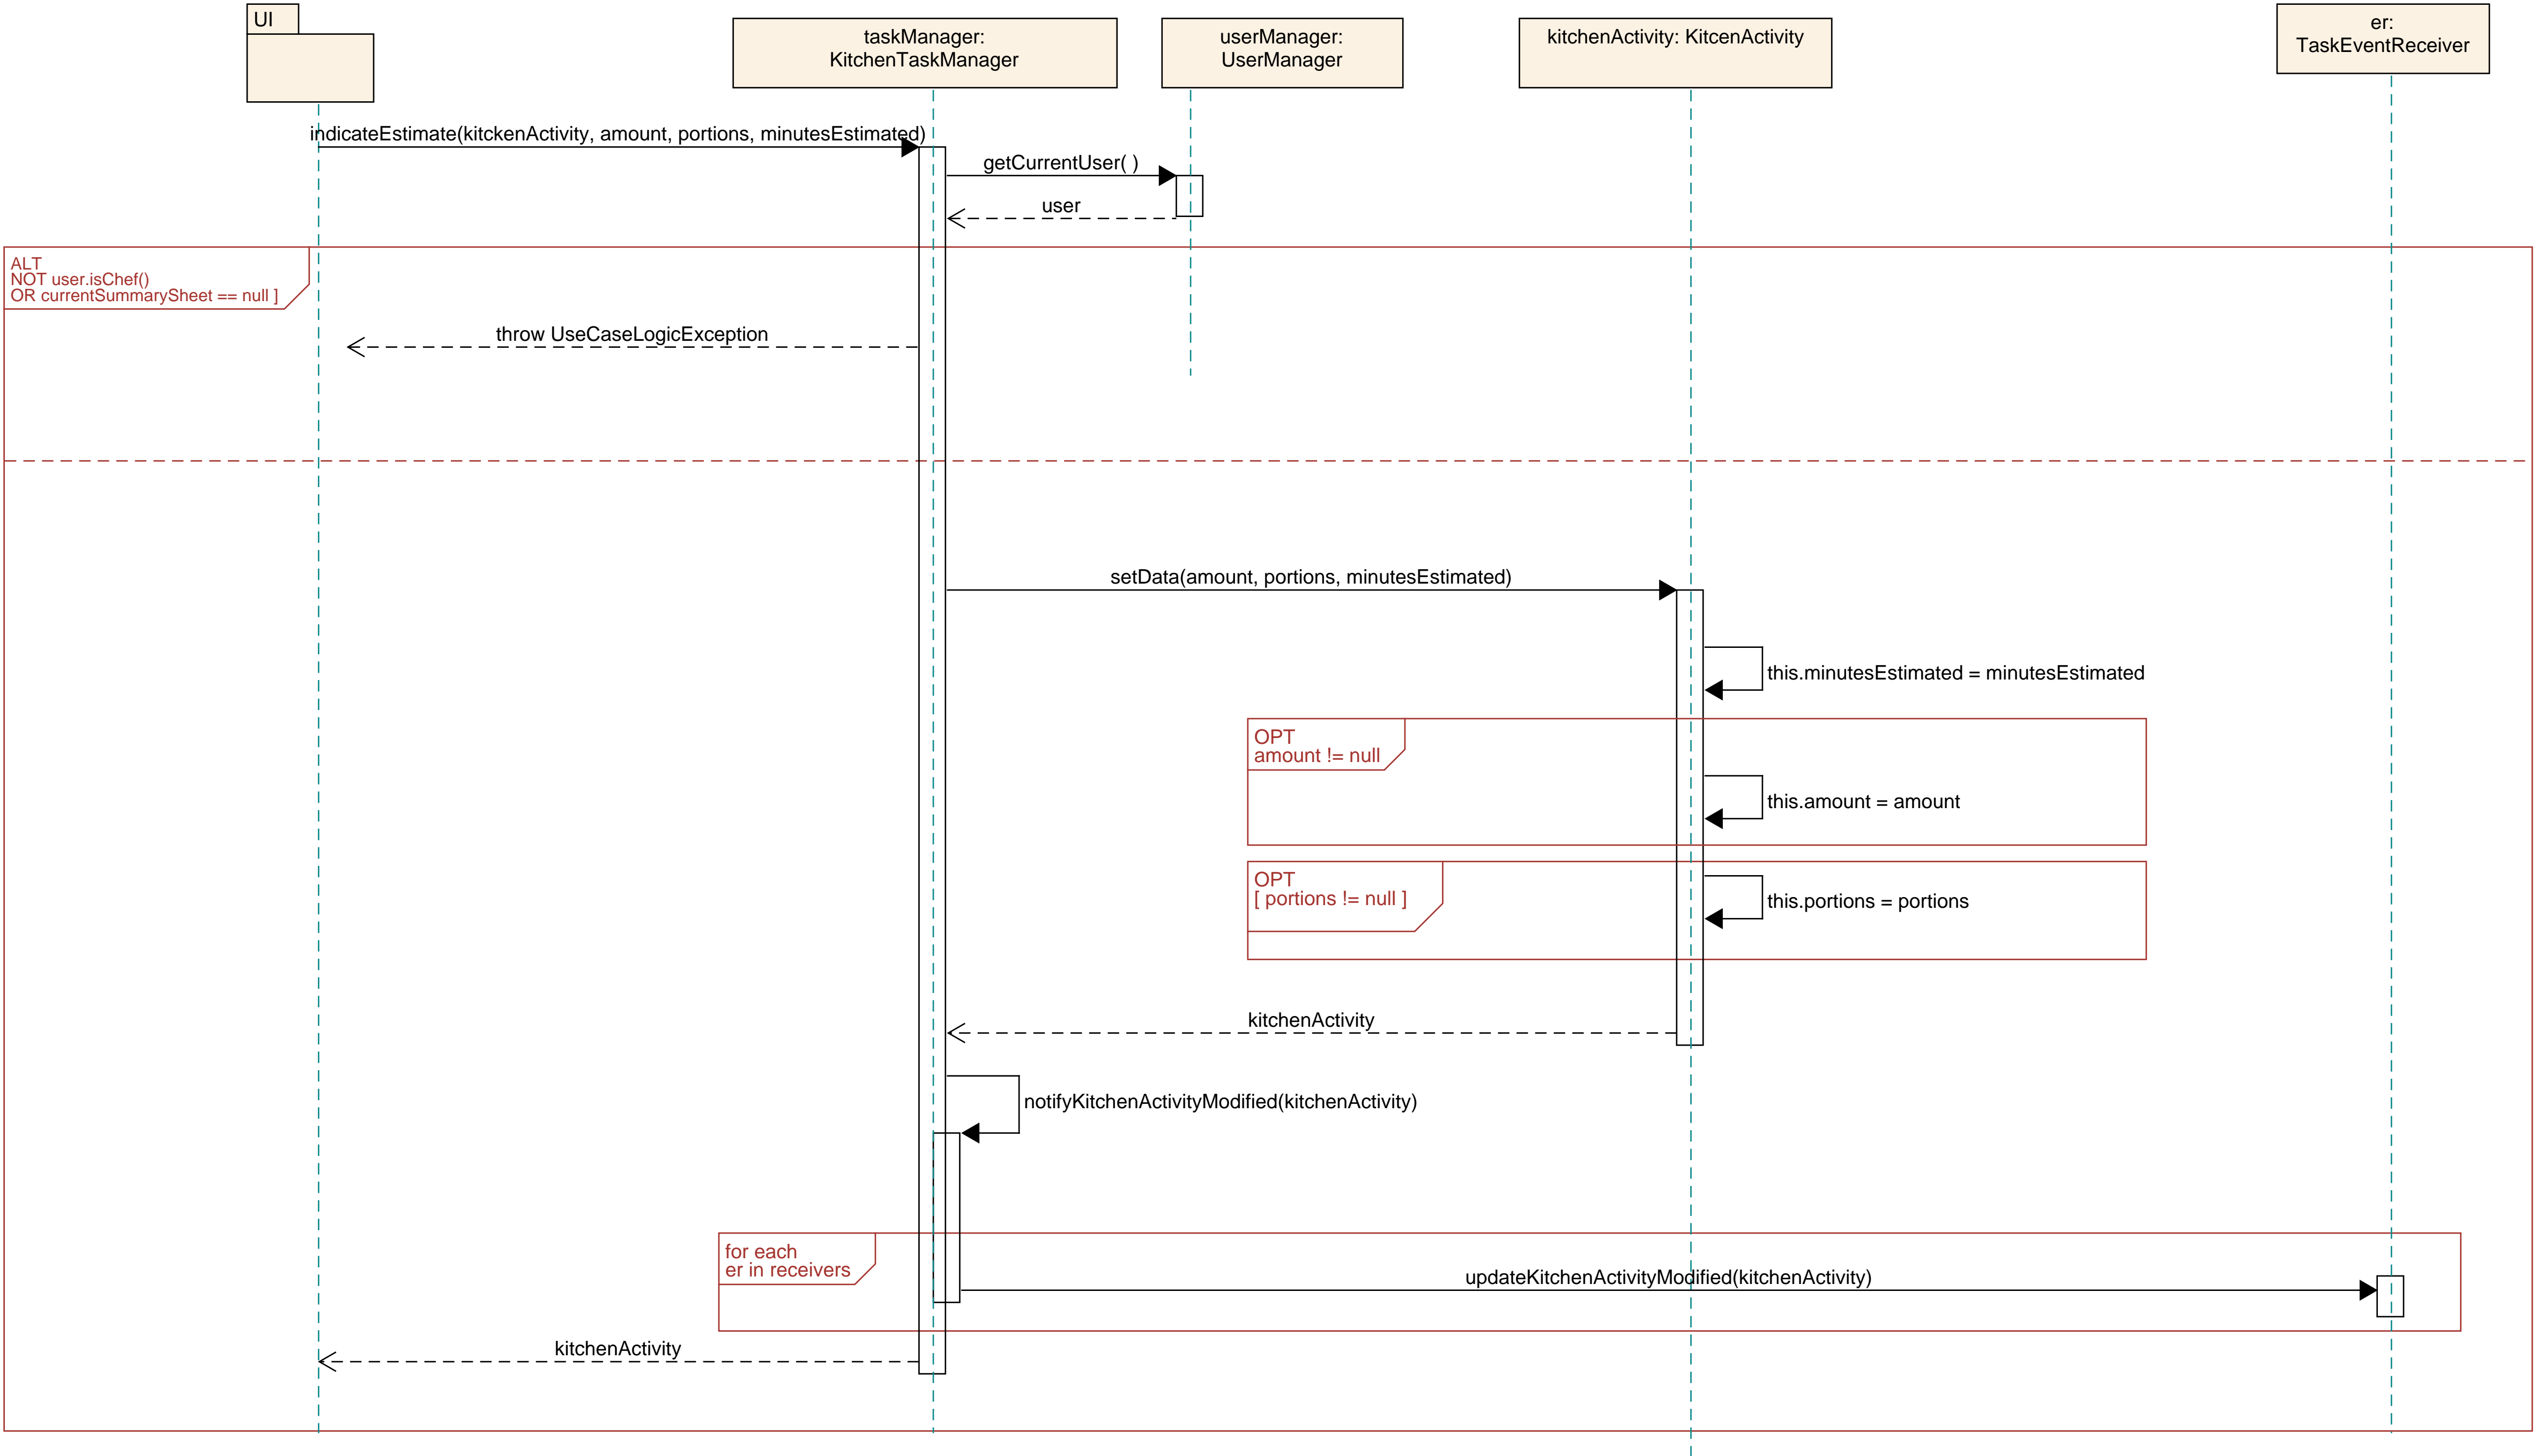 UI
taskManager:
KitchenTaskManager
userManager:
UserManager
kitchenActivity: KitcenActivity
er:
TaskEventReceiver
indicateEstimate(kitckenActivity, amount, portions, minutesEstimated)
getCurrentUser( )
user
ALT
NOT user.isChef()
OR currentSummarySheet == null ]
throw UseCaseLogicException
setData(amount, portions, minutesEstimated)
this.minutesEstimated = minutesEstimated
OPT
amount != null
this.amount = amount
OPT
[ portions != null ]
this.portions = portions
kitchenActivity
notifyKitchenActivityModified(kitchenActivity)
for each
er in receivers
updateKitchenActivityModified(kitchenActivity)
kitchenActivity